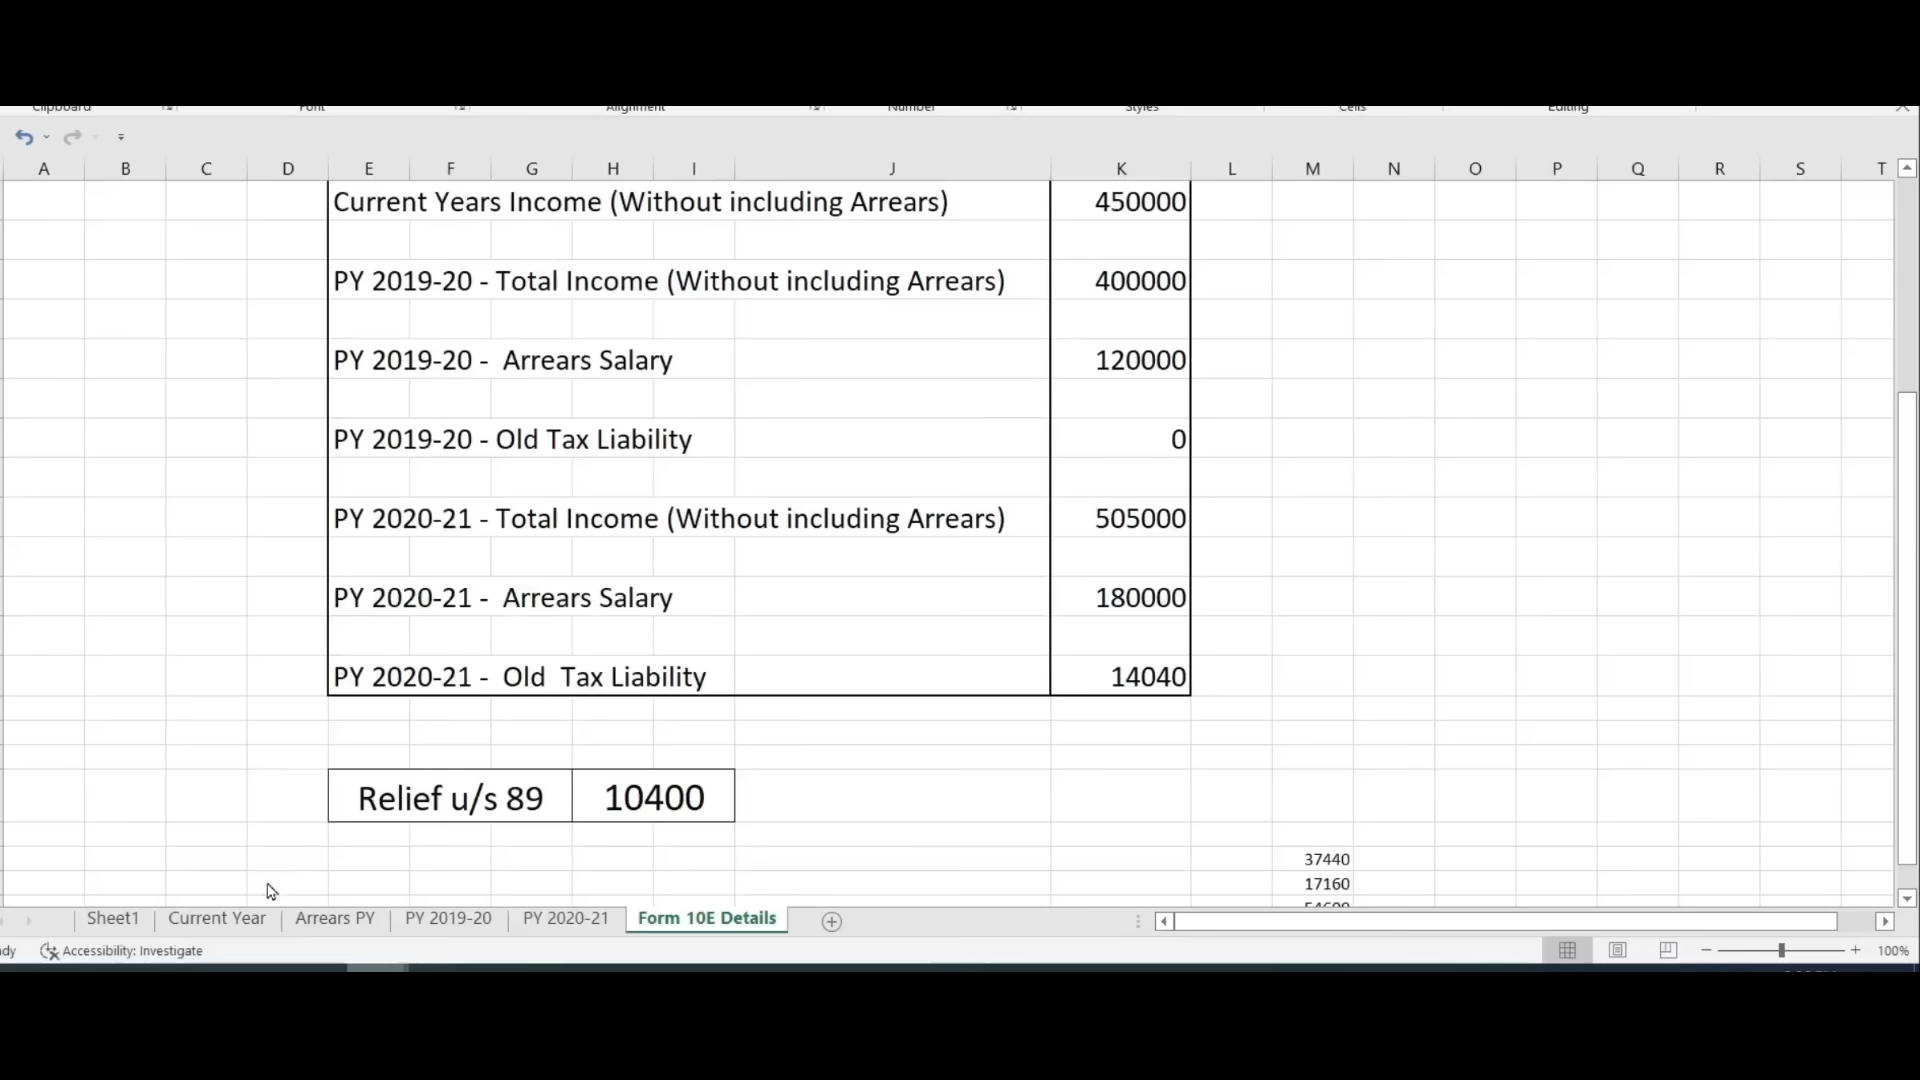 Clipboard Font Alignment Number Styles Cells Editing
A B C D E F G H I J K L M N O P Q R S T
Current Years Income (Without including Arrears) 450000
PY 2019-20 - Total Income (Without including Arrears) 400000
PY 2019-20 - Arrears Salary 120000
PY 2019-20 - Old Tax Liability 0
PY 2020-21 - Total Income (Without including Arrears) 505000
PY 2020-21 - Arrears Salary 180000
PY 2020-21 - Old Tax Liability 14040
Relief u/s 89 10400
37440
17160
Sheet1 Current Year Arrears PY PY 2019-20 PY 2020-21 Form 10E Details
Accessibility: Investigate 100%